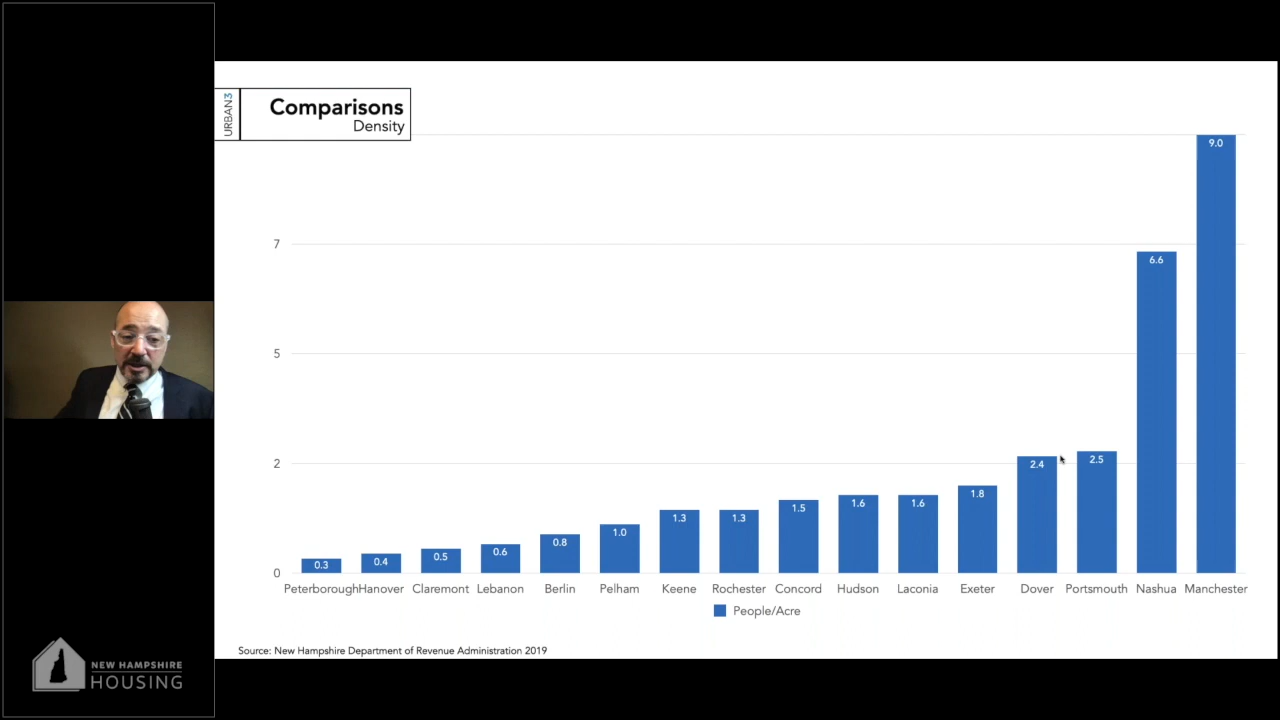 URBAN3
Comparisons
Density
9.0
7
6.6
5
2
2.4
2.5
0.3
0.4
0.5
0.6
0.8
1.0
1.3
1.3
1.5
1.6
1.6
1.8
0
Peterborough Hanover Claremont Lebanon Berlin Pelham Keene Rochester Concord Hudson Laconia Exeter Dover Portsmouth Nashua Manchester
People/Acre
Source: New Hampshire Department of Revenue Administration 2019
NEW HAMPSHIRE
HOUSING